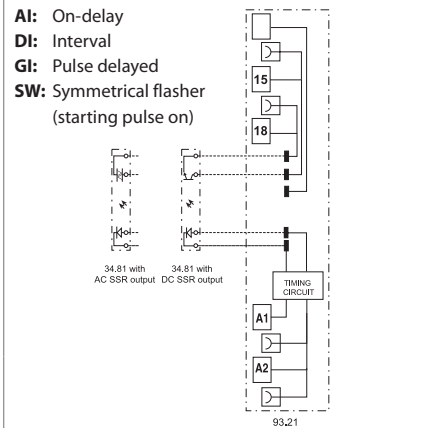 AI: On-delay
DI: Interval
GI: Pulse delayed
SW: Symmetrical flasher
(starting pulse on)
15
18
34.81 with
AC SSR output
34.81 with
DC SSR output
TIMING
CIRCUIT
A1
A2
93.21